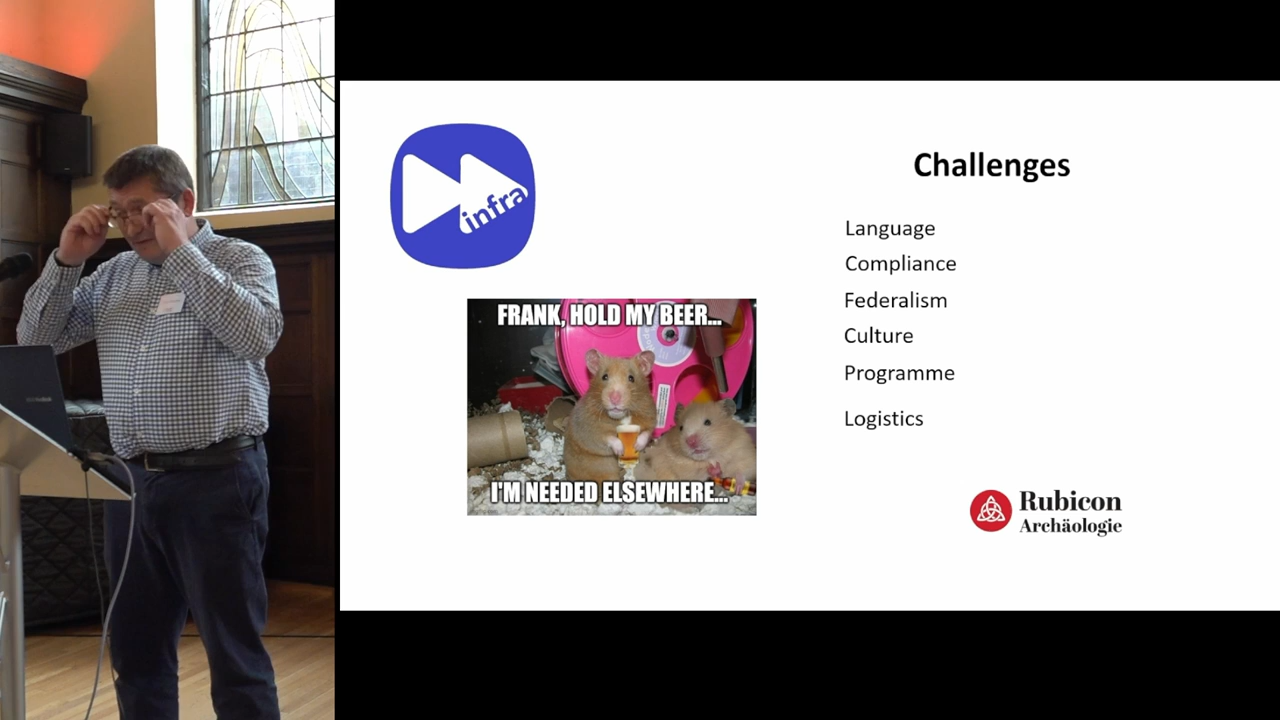 infra
Challenges
Language
Compliance
Federalism
Culture
Programme
Logistics
FRANK, HOLD MY BEER...
I'M NEEDED ELSEWHERE...
Rubicon
Archäologie